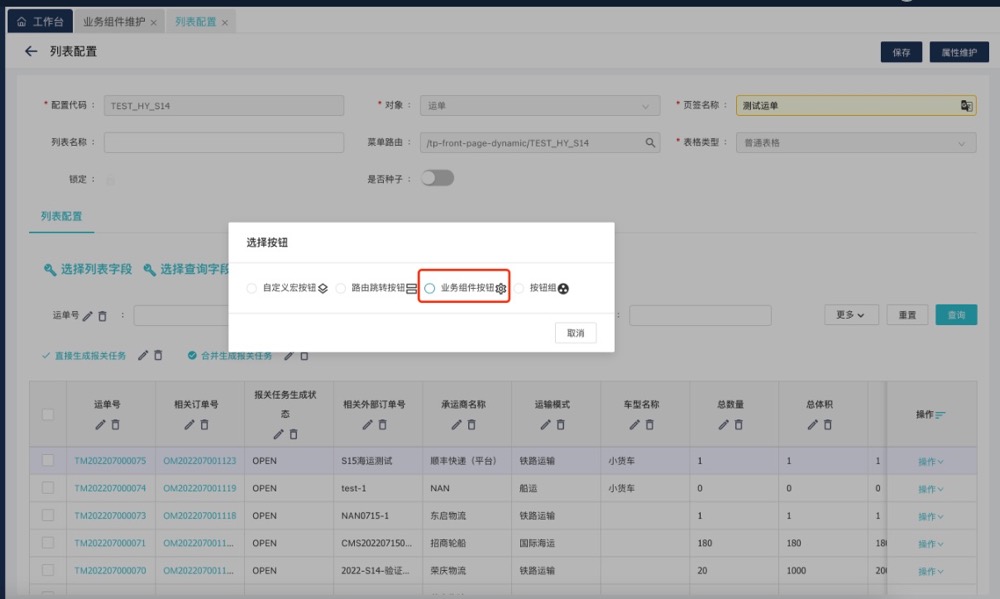 工作台 业务组件维护 × 列表配置 ×
列表配置 保存 属性维护
* 配置代码 : TEST_HY_S14 * 对象 : 运单 * 页签名称 : 测试运单
列表名称 : 菜单路由 : /tp-front-page-dynamic/TEST_HY_S14 * 表格类型 : 普通表格
锁定 : 是否种子 :
列表配置
选择列表字段 选择查询字段
选择按钮
自定义宏按钮 路由跳转按钮 业务组件按钮 按钮组
取消
运单号 : : 更多 重置 查询
直接生成报关任务 合并生成报关任务
运单号 相关订单号 报关任务生成状态 相关外部订单号 承运商名称 运输模式 车型名称 总数量 总体积 操作
TM202207000075 OM202207001123 OPEN S15海运测试 顺丰快递（平台） 铁路运输 小货车 1 1 1 操作
TM202207000074 OM202207001119 OPEN test-1 NAN 船运 小货车 0 0 0 操作
TM202207000073 OM202207001118 OPEN NAN0715-1 东启物流 铁路运输 1 1 1 操作
TM202207000071 OM2022070011... OPEN CMS202207150... 招商轮船 国际海运 180 180 180 操作
TM202207000070 OM2022070011... OPEN 2022-S14-验证... 荣庆物流 铁路运输 20 1000 操作